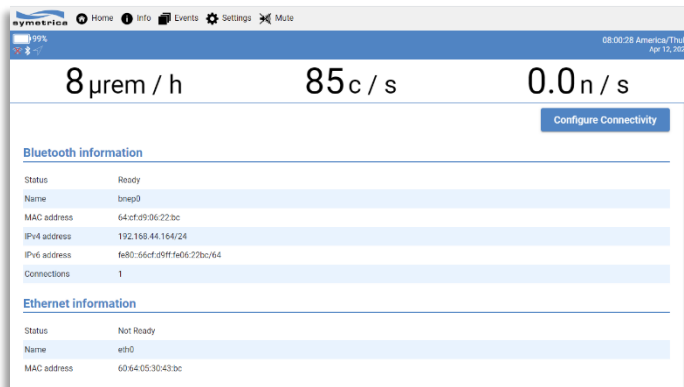 symetrica Home Info Events Settings Mute
99%
08:00:28 America/Thul
Apr 12, 202
8 µrem / h 85 c / s 0.0 n / s
Configure Connectivity
Bluetooth information
Status Ready
Name bnep0
MAC address 64:cf:d9:06:22:bc
IPv4 address 192.168.44.164/24
IPv6 address fe80::66cf:d9ff:fe06:22bc/64
Connections 1
Ethernet information
Status Not Ready
Name eth0
MAC address 60:64:05:30:43:bc